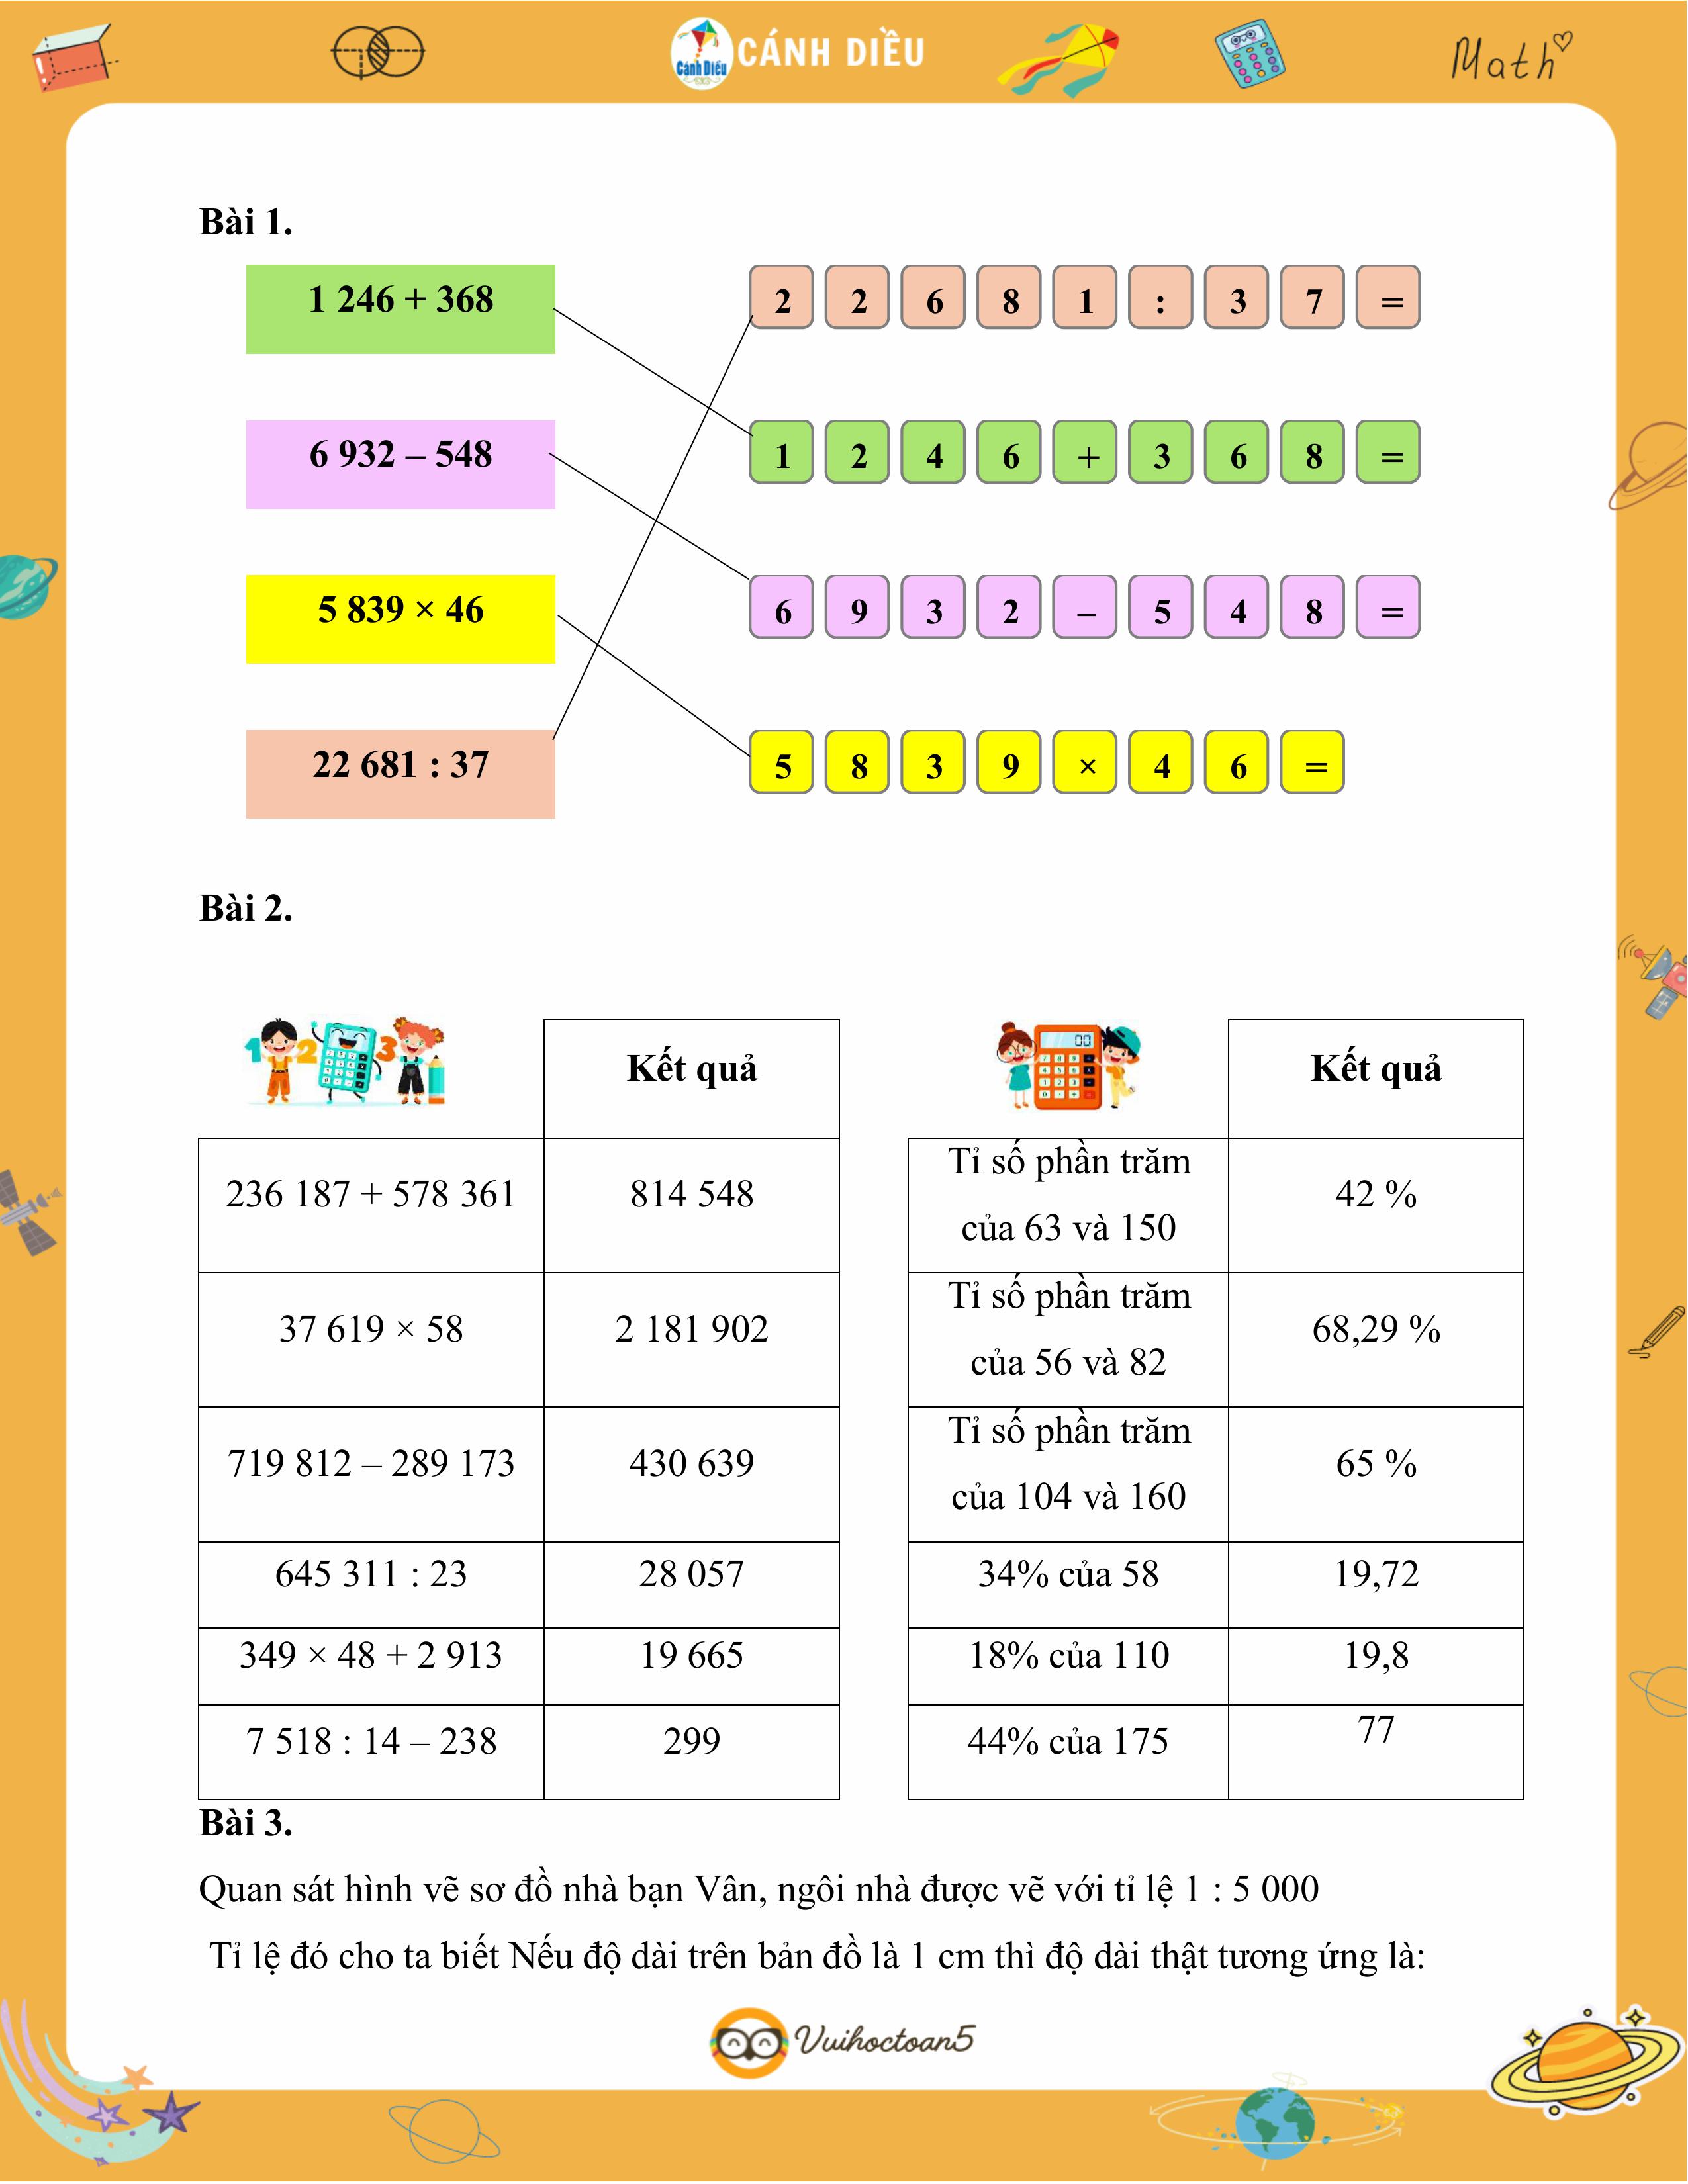 Cánh Diều CÁNH DIỀU
Math
Bài 1.
1 246 + 368
2 2 6 8 1 : 3 7 =
6 932 – 548
1 2 4 6 + 3 6 8 =
5 839 × 46
6 9 3 2 – 5 4 8 =
22 681 : 37
5 8 3 9 × 4 6 =
Bài 2.
1 2 3
Kết quả
236 187 + 578 361 814 548
37 619 × 58 2 181 902
719 812 – 289 173 430 639
645 311 : 23 28 057
349 × 48 + 2 913 19 665
7 518 : 14 – 238 299
Kết quả
Tỉ số phần trăm
của 63 và 150
42 %
Tỉ số phần trăm
của 56 và 82
68,29 %
Tỉ số phần trăm
của 104 và 160
65 %
34% của 58 19,72
18% của 110 19,8
44% của 175 77
Bài 3.
Quan sát hình vẽ sơ đồ nhà bạn Vân, ngôi nhà được vẽ với tỉ lệ 1 : 5 000
Tỉ lệ đó cho ta biết Nếu độ dài trên bản đồ là 1 cm thì độ dài thật tương ứng là:
Vuihoctoan5